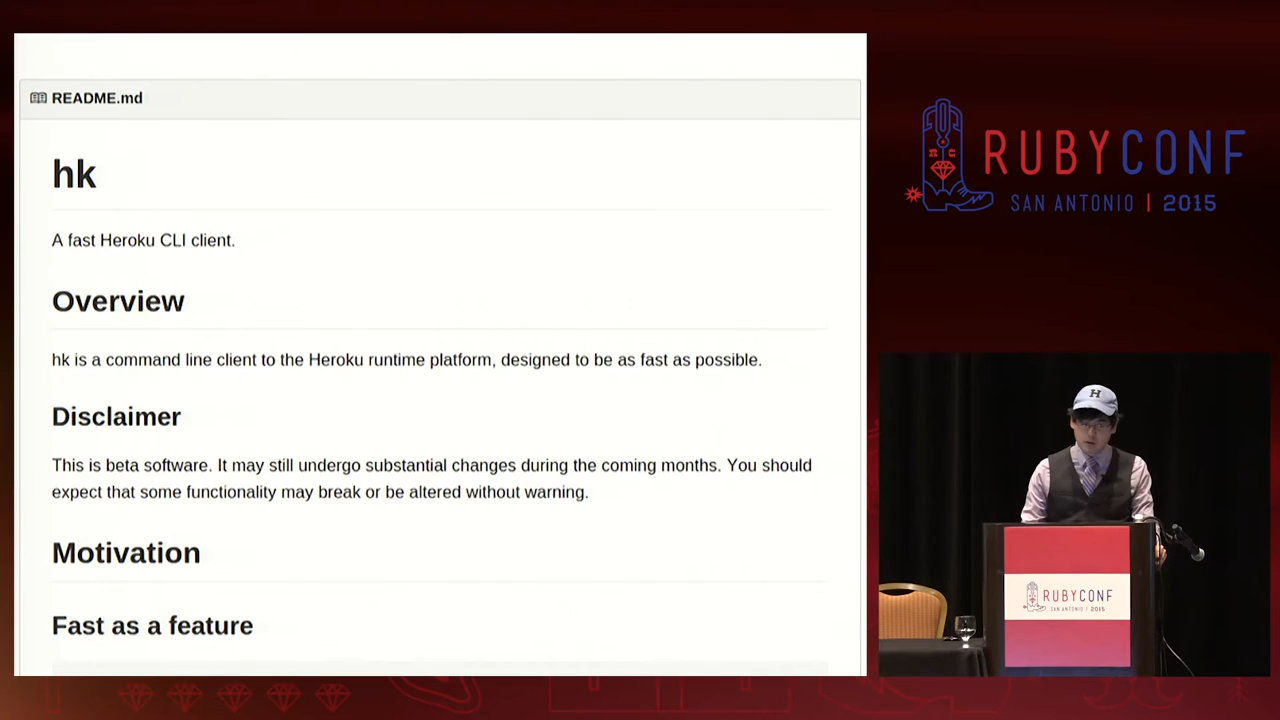 README.md
hk
A fast Heroku CLI client.
Overview
hk is a command line client to the Heroku runtime platform, designed to be as fast as possible.
Disclaimer
This is beta software. It may still undergo substantial changes during the coming months. You should
expect that some functionality may break or be altered without warning.
Motivation
Fast as a feature
RUBYCONF
SAN ANTONIO | 2015
R C
H
RUBYCONF
SAN ANTONIO | 2015